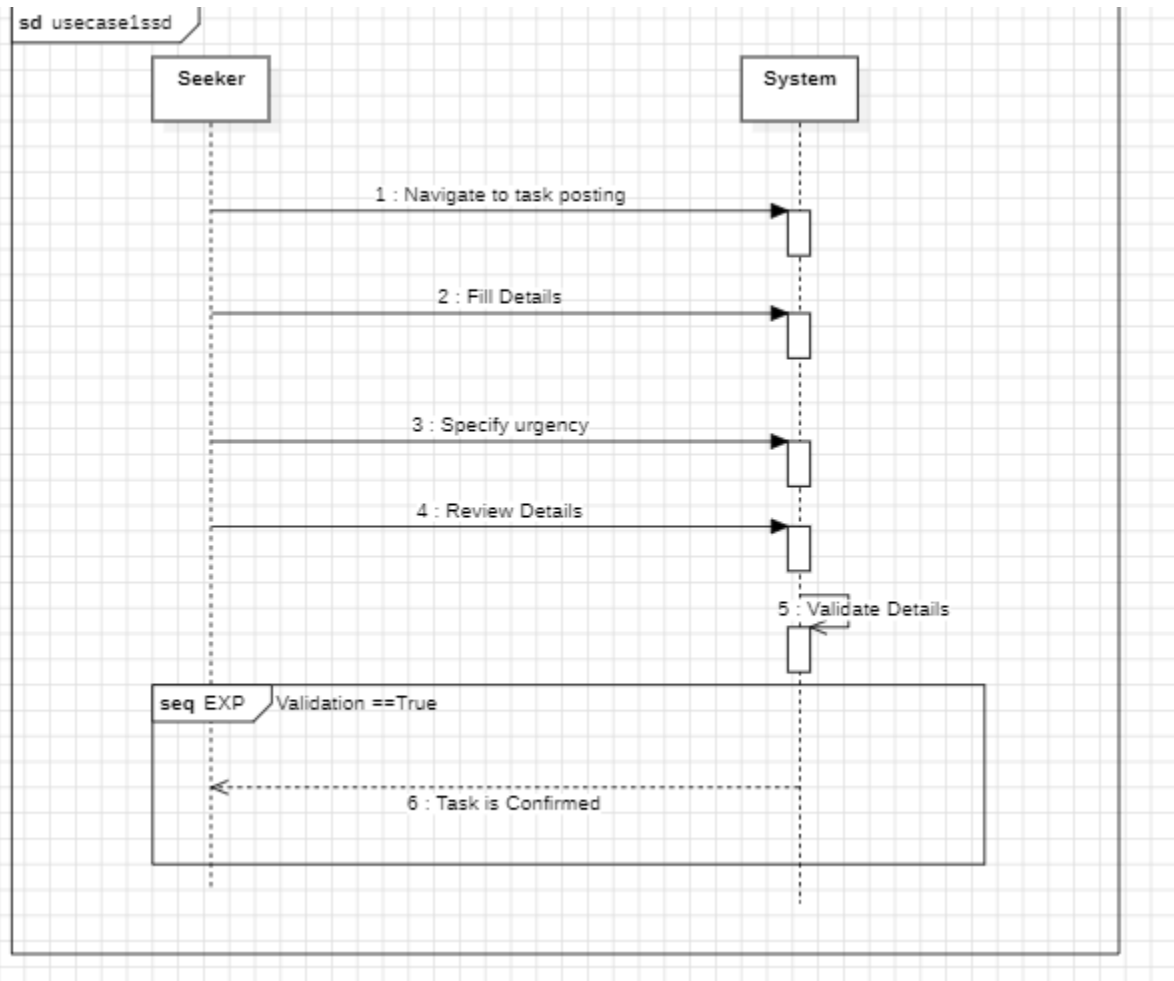 sd usecase1ssd
Seeker
System
1 : Navigate to task posting
2 : Fill Details
3 : Specify urgency
4 : Review Details
5 : Validate Details
seq EXP
Validation ==True
6 : Task is Confirmed